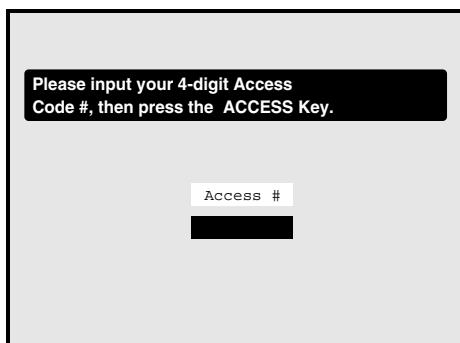 Please input your 4-digit Access
Code #, then press the ACCESS Key.
Access #